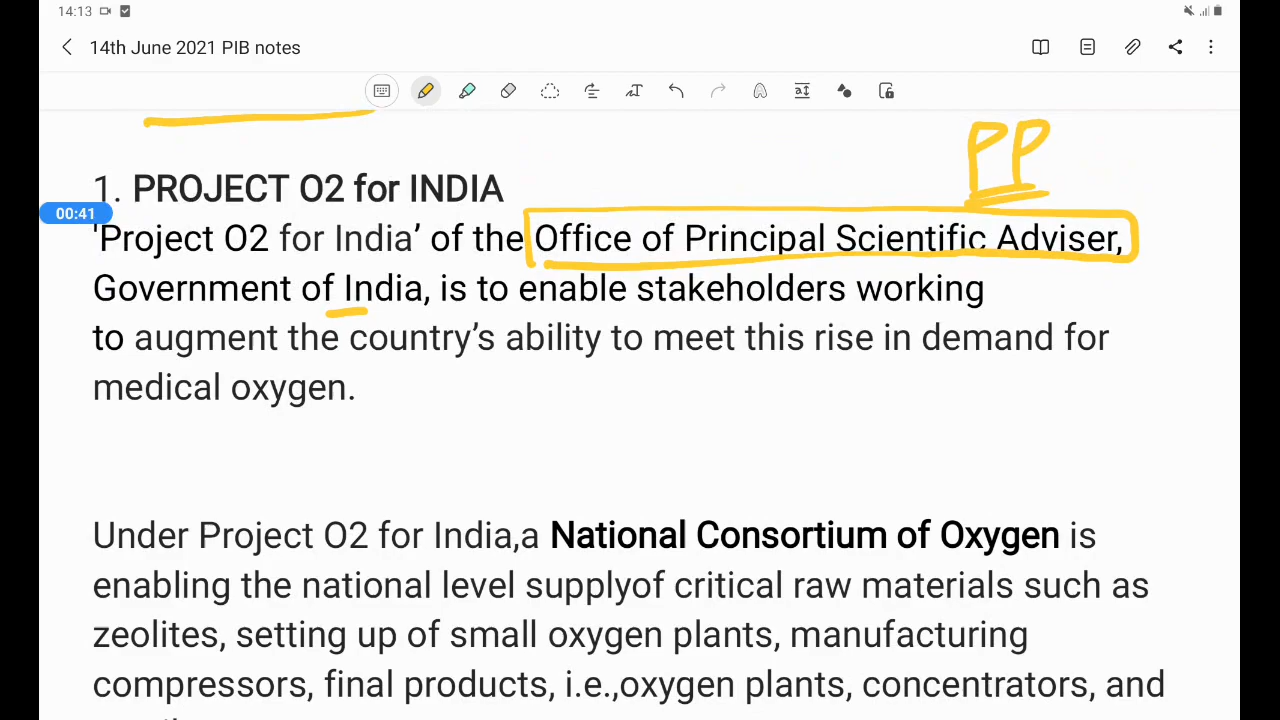 14:13
14th June 2021 PIB notes
PP
1. PROJECT O2 for INDIA
00:41
'Project O2 for India’ of the Office of Principal Scientific Adviser,
Government of India, is to enable stakeholders working
to augment the country’s ability to meet this rise in demand for
medical oxygen.
Under Project O2 for India,a National Consortium of Oxygen is
enabling the national level supplyof critical raw materials such as
zeolites, setting up of small oxygen plants, manufacturing
compressors, final products, i.e.,oxygen plants, concentrators, and